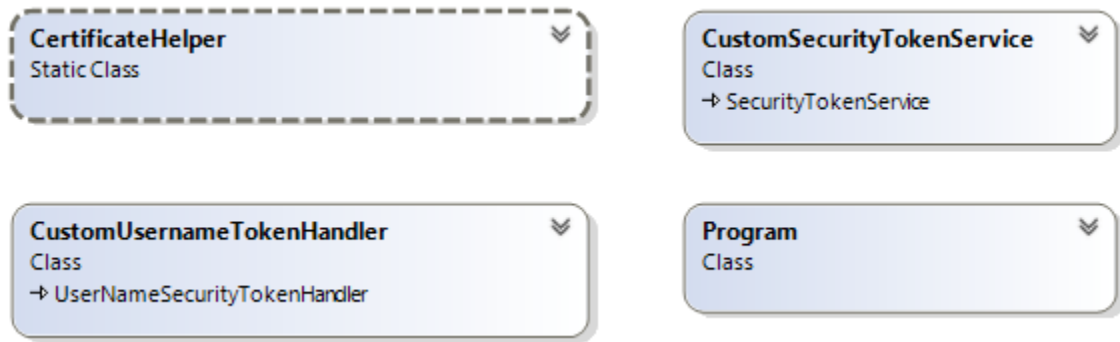 CertificateHelper
Static Class
CustomSecurityTokenService
Class
SecurityTokenService
CustomUsernameTokenHandler
Class
UserNameSecurityTokenHandler
Program
Class